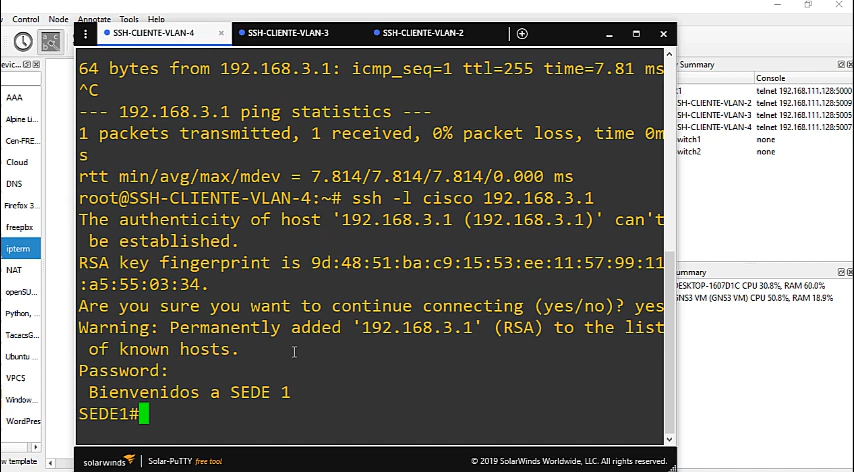 Control Node Annotate Tools Help
SSH-CLIENTE-VLAN-4 × SSH-CLIENTE-VLAN-3 SSH-CLIENTE-VLAN-2
AAA
Alpine Li...
Cen-FRE...
Cloud
DNS
Firefox 3...
freepbx
ipterm
NAT
openSU...
Python, ...
TacacsG...
Ubuntu ...
VPCS
Window...
WordPres
w template
64 bytes from 192.168.3.1: icmp_seq=1 ttl=255 time=7.81 ms
^C
--- 192.168.3.1 ping statistics ---
1 packets transmitted, 1 received, 0% packet loss, time 0m
s
rtt min/avg/max/mdev = 7.814/7.814/7.814/0.000 ms
root@SSH-CLIENTE-VLAN-4:~# ssh -l cisco 192.168.3.1
The authenticity of host '192.168.3.1 (192.168.3.1)' can't
be established.
RSA key fingerprint is 9d:48:51:ba:c9:15:53:ee:11:57:99:11
:a5:55:03:34.
Are you sure you want to continue connecting (yes/no)? yes
Warning: Permanently added '192.168.3.1' (RSA) to the list
of known hosts.
Password:
Bienvenidos a SEDE 1
SEDE1#
solarwinds Solar-PuTTY free tool © 2019 SolarWinds Worldwide, LLC. All rights reserved.
Summary
Console
telnet 192.168.111.128:5000
SSH-CLIENTE-VLAN-2 telnet 192.168.111.128:5009
SSH-CLIENTE-VLAN-3 telnet 192.168.111.128:5005
SSH-CLIENTE-VLAN-4 telnet 192.168.111.128:5007
witch1 none
witch2 none
ummary
DESKTOP-1607D1C CPU 30.8%, RAM 60.0%
GNS3 VM (GNS3 VM) CPU 50.8%, RAM 18.9%